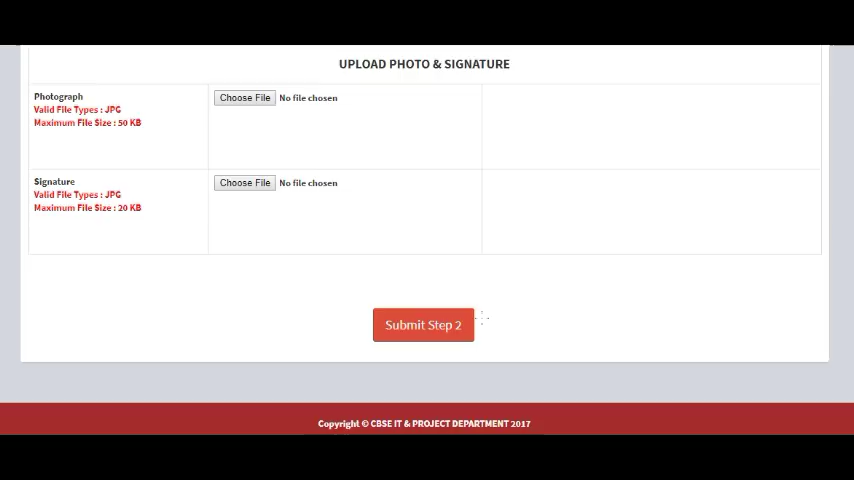 UPLOAD PHOTO & SIGNATURE
Photograph
Valid File Types : JPG
Maximum File Size : 50 KB
Choose File No file chosen
Signature
Valid File Types : JPG
Maximum File Size : 20 KB
Choose File No file chosen
Submit Step 2
Copyright © CBSE IT & PROJECT DEPARTMENT 2017